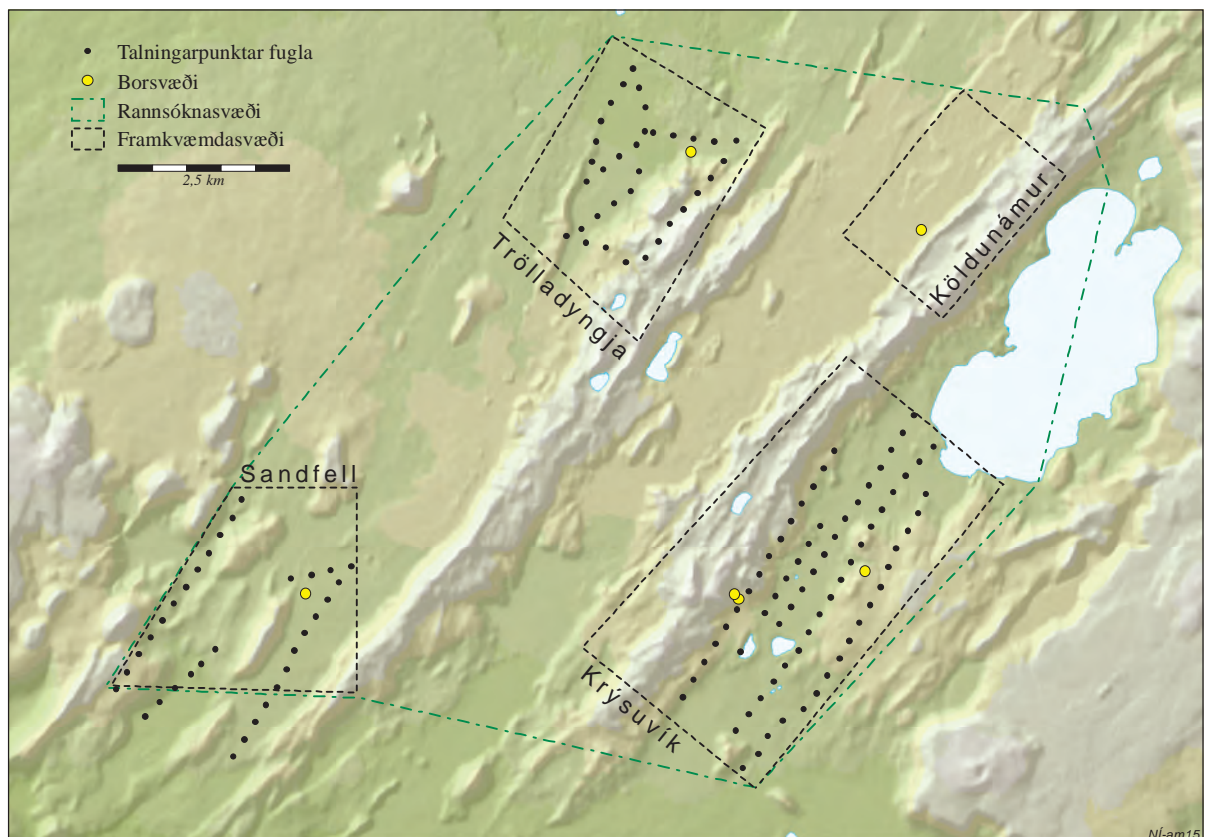 Talningarpunktar fugla
Borsvæði
Rannsóknasvæði
Framkvæmdasvæði
2,5 km
Trölladyngja
Köldunámur
Sandfell
Krýsuvík
NÍ-am15